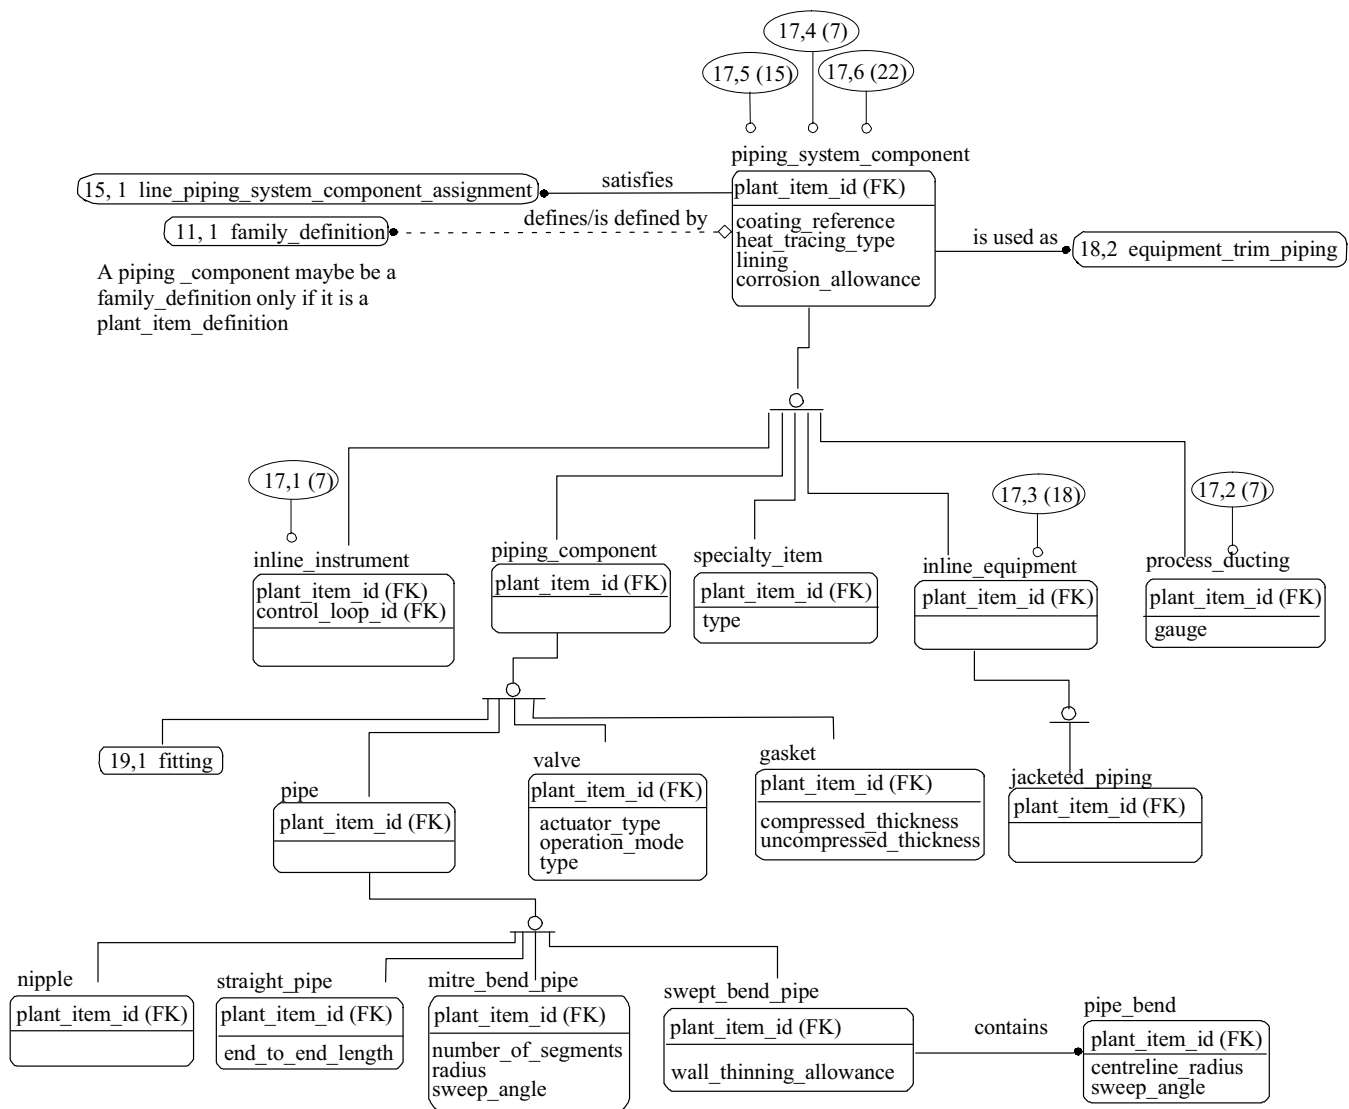 17,4 (7)
17,5 (15)
17,6 (22)
piping_system_component
plant_item_id (FK)
coating_reference
heat_tracing_type
lining
corrosion_allowance
15, 1 line_piping_system_component_assignment
satisfies
11, 1 family_definition
defines/is defined by
is used as
18,2 equipment_trim_piping
A piping _component maybe be a
family_definition only if it is a
plant_item_definition
17,1 (7)
inline_instrument
plant_item_id (FK)
control_loop_id (FK)
piping_component
plant_item_id (FK)
specialty_item
plant_item_id (FK)
type
17,3 (18)
inline_equipment
plant_item_id (FK)
17,2 (7)
process_ducting
plant_item_id (FK)
gauge
19,1 fitting
pipe
plant_item_id (FK)
valve
plant_item_id (FK)
actuator_type
operation_mode
type
gasket
plant_item_id (FK)
compressed_thickness
uncompressed_thickness
jacketed_piping
plant_item_id (FK)
nipple
plant_item_id (FK)
straight_pipe
plant_item_id (FK)
end_to_end_length
mitre_bend_pipe
plant_item_id (FK)
number_of_segments
radius
sweep_angle
swept_bend_pipe
plant_item_id (FK)
wall_thinning_allowance
contains
pipe_bend
plant_item_id (FK)
centreline_radius
sweep_angle